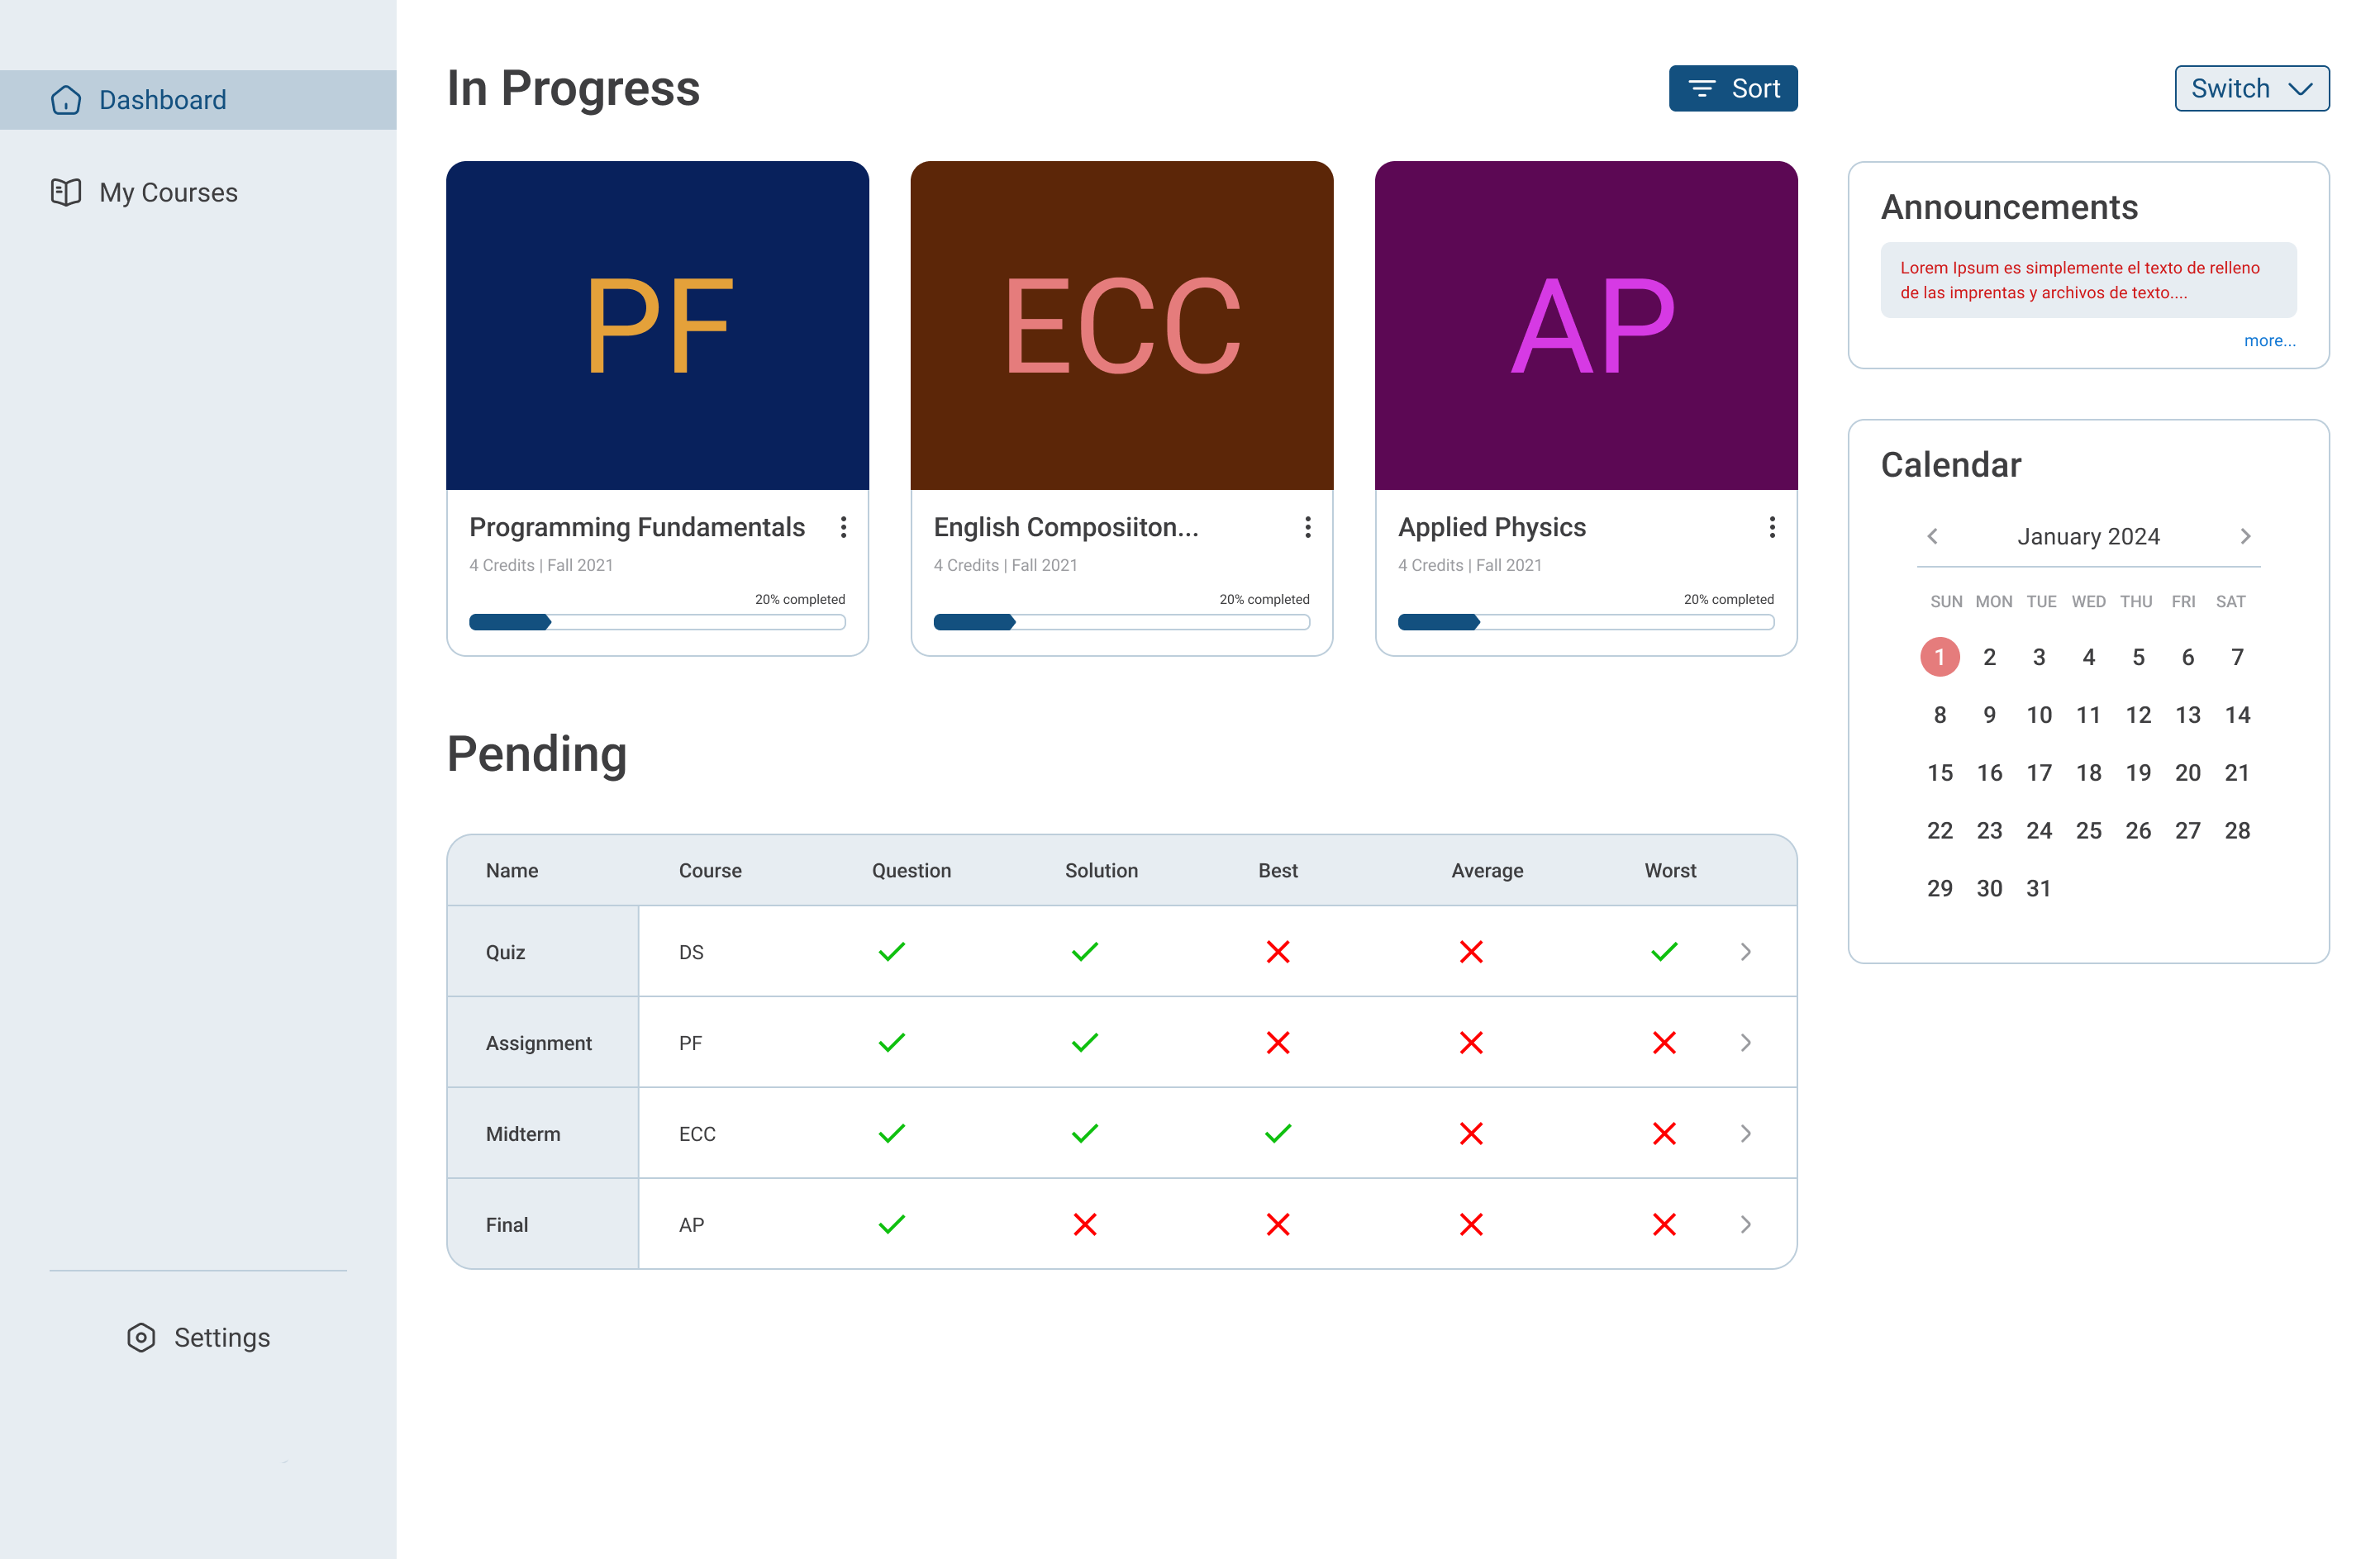 Dashboard
My Courses
Settings
In Progress
Sort
Switch
PF
Programming Fundamentals
4 Credits | Fall 2021
20% completed
ECC
English Composiiton...
4 Credits | Fall 2021
20% completed
AP
Applied Physics
4 Credits | Fall 2021
20% completed
Announcements
Lorem Ipsum es simplemente el texto de relleno
de las imprentas y archivos de texto....
more...
Calendar
January 2024
SUN MON TUE WED THU FRI SAT
1 2 3 4 5 6 7
8 9 10 11 12 13 14
15 16 17 18 19 20 21
22 23 24 25 26 27 28
29 30 31
Pending
Name Course Question Solution Best Average Worst
Quiz DS
Assignment PF
Midterm ECC
Final AP